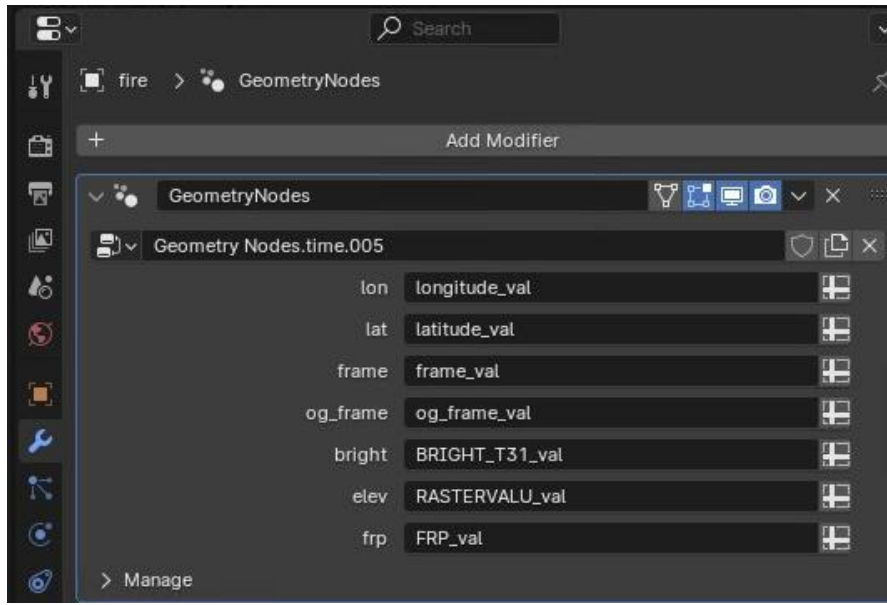 Search
fire > GeometryNodes
+ Add Modifier
GeometryNodes
Geometry Nodes.time.005
lon longitude_val
lat latitude_val
frame frame_val
og_frame og_frame_val
bright BRIGHT_T31_val
elev RASTERVALU_val
frp FRP_val
> Manage